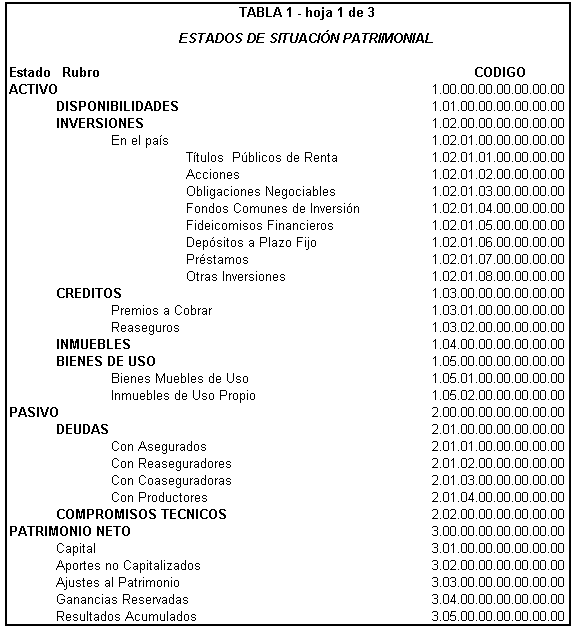 TABLA 1 - hoja 1 de 3
ESTADOS DE SITUACIÓN PATRIMONIAL
Estado Rubro CODIGO
ACTIVO 1.00.00.00.00.00.00.00
DISPONIBILIDADES 1.01.00.00.00.00.00.00
INVERSIONES 1.02.00.00.00.00.00.00
En el país 1.02.01.00.00.00.00.00
Títulos Públicos de Renta 1.02.01.01.00.00.00.00
Acciones 1.02.01.02.00.00.00.00
Obligaciones Negociables 1.02.01.03.00.00.00.00
Fondos Comunes de Inversión 1.02.01.04.00.00.00.00
Fideicomisos Financieros 1.02.01.05.00.00.00.00
Depósitos a Plazo Fijo 1.02.01.06.00.00.00.00
Préstamos 1.02.01.07.00.00.00.00
Otras Inversiones 1.02.01.08.00.00.00.00
CREDITOS 1.03.00.00.00.00.00.00
Premios a Cobrar 1.03.01.00.00.00.00.00
Reaseguros 1.03.02.00.00.00.00.00
INMUEBLES 1.04.00.00.00.00.00.00
BIENES DE USO 1.05.00.00.00.00.00.00
Bienes Muebles de Uso 1.05.01.00.00.00.00.00
Inmuebles de Uso Propio 1.05.02.00.00.00.00.00
PASIVO 2.00.00.00.00.00.00.00
DEUDAS 2.01.00.00.00.00.00.00
Con Asegurados 2.01.01.00.00.00.00.00
Con Reaseguradores 2.01.02.00.00.00.00.00
Con Coaseguradoras 2.01.03.00.00.00.00.00
Con Productores 2.01.04.00.00.00.00.00
COMPROMISOS TECNICOS 2.02.00.00.00.00.00.00
PATRIMONIO NETO 3.00.00.00.00.00.00.00
Capital 3.01.00.00.00.00.00.00
Aportes no Capitalizados 3.02.00.00.00.00.00.00
Ajustes al Patrimonio 3.03.00.00.00.00.00.00
Ganancias Reservadas 3.04.00.00.00.00.00.00
Resultados Acumulados 3.05.00.00.00.00.00.00